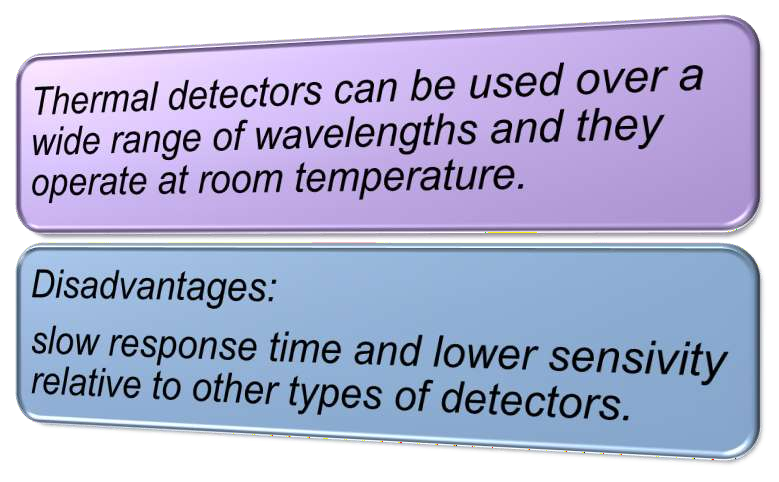 Thermal detectors can be used over a
wide range of wavelengths and they
operate at room temperature.
Disadvantages:
slow response time and lower sensivity
relative to other types of detectors.